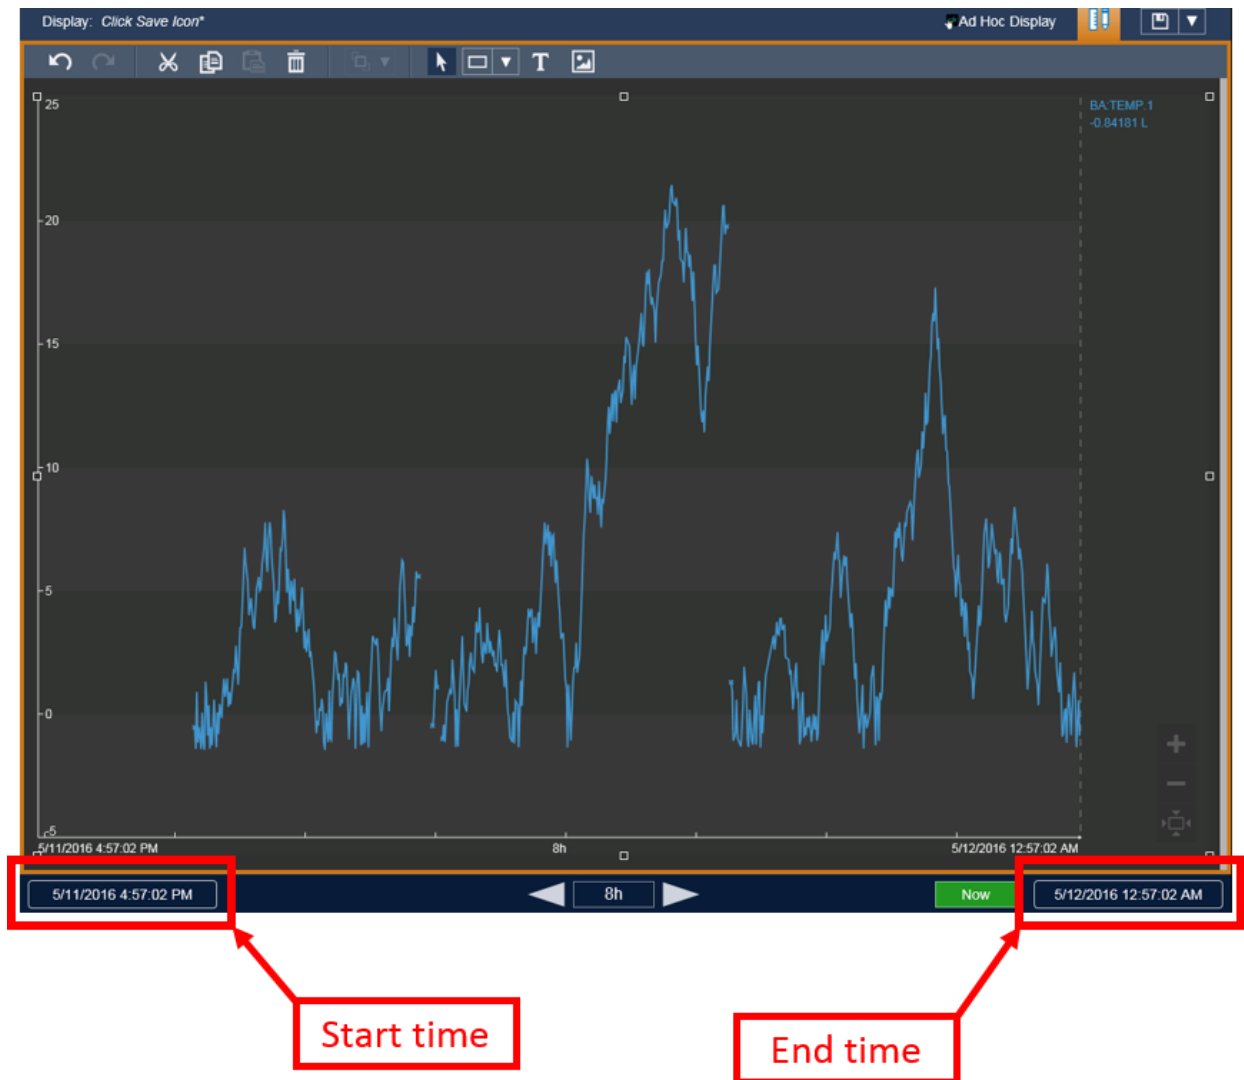 Display: Click Save Icon* Ad Hoc Display
T
25
BA:TEMP.1
-0.84181 L
20
15
10
5
0
-5
5/11/2016 4:57:02 PM 8h 5/12/2016 12:57:02 AM
5/11/2016 4:57:02 PM 8h Now 5/12/2016 12:57:02 AM
Start time
End time